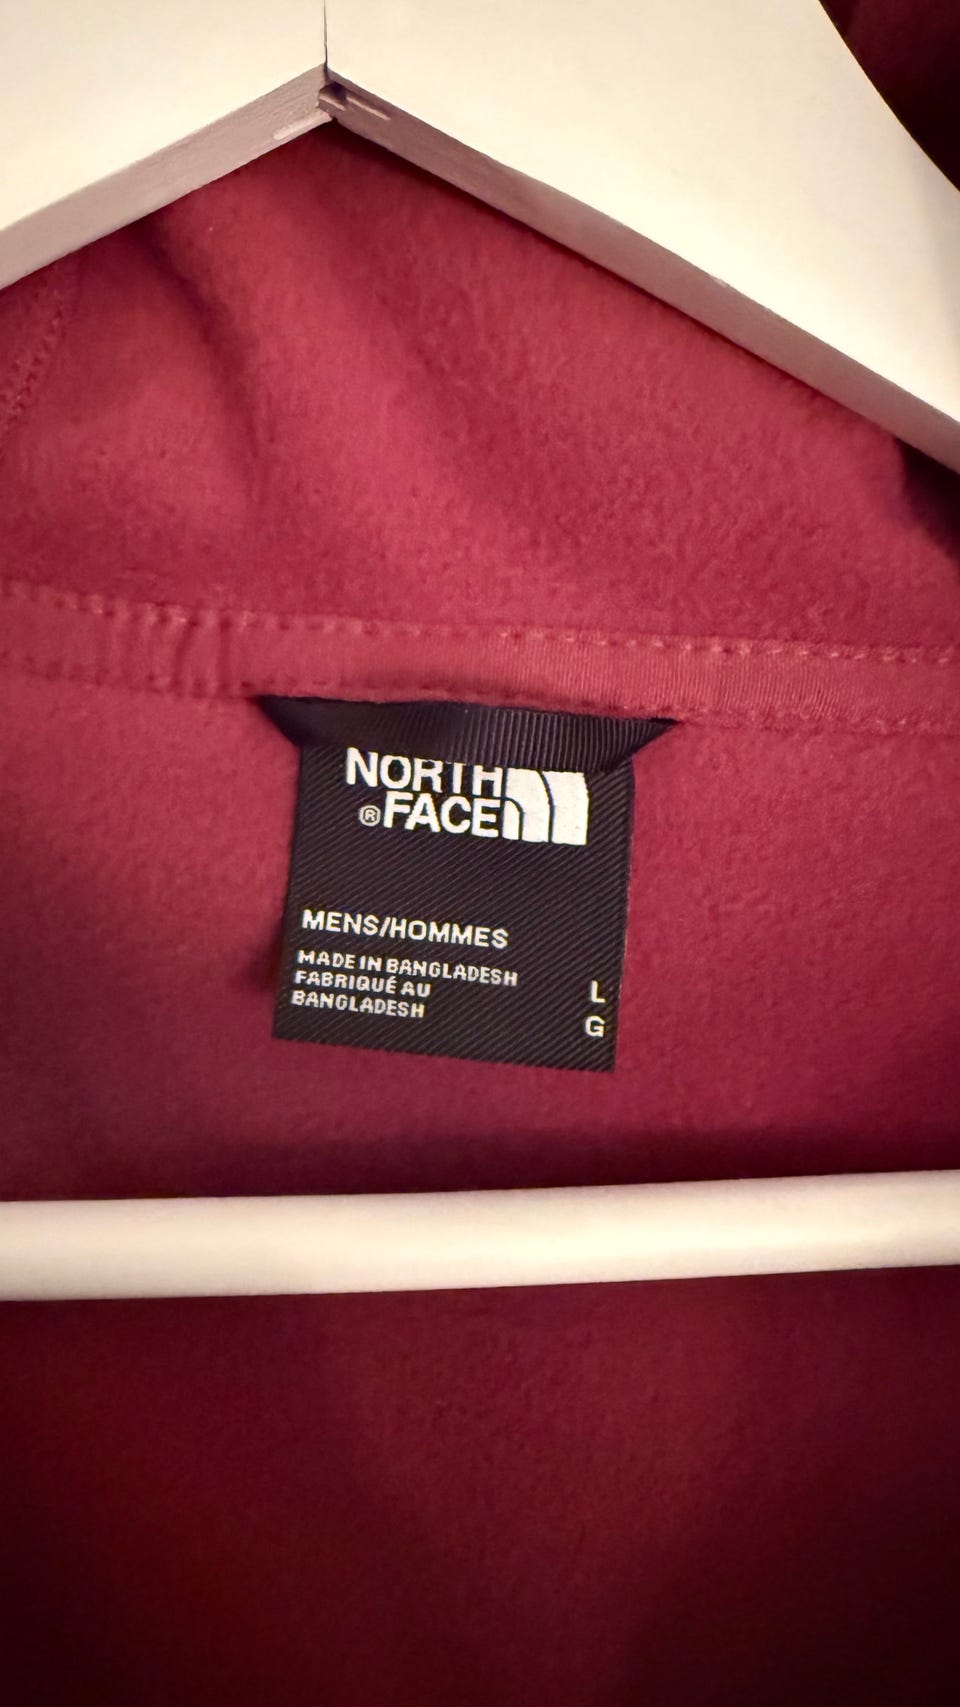 NORTH
®FACE
MENS/HOMMES
MADE IN BANGLADESH
FABRIQUÉ AU
BANGLADESH
L
G